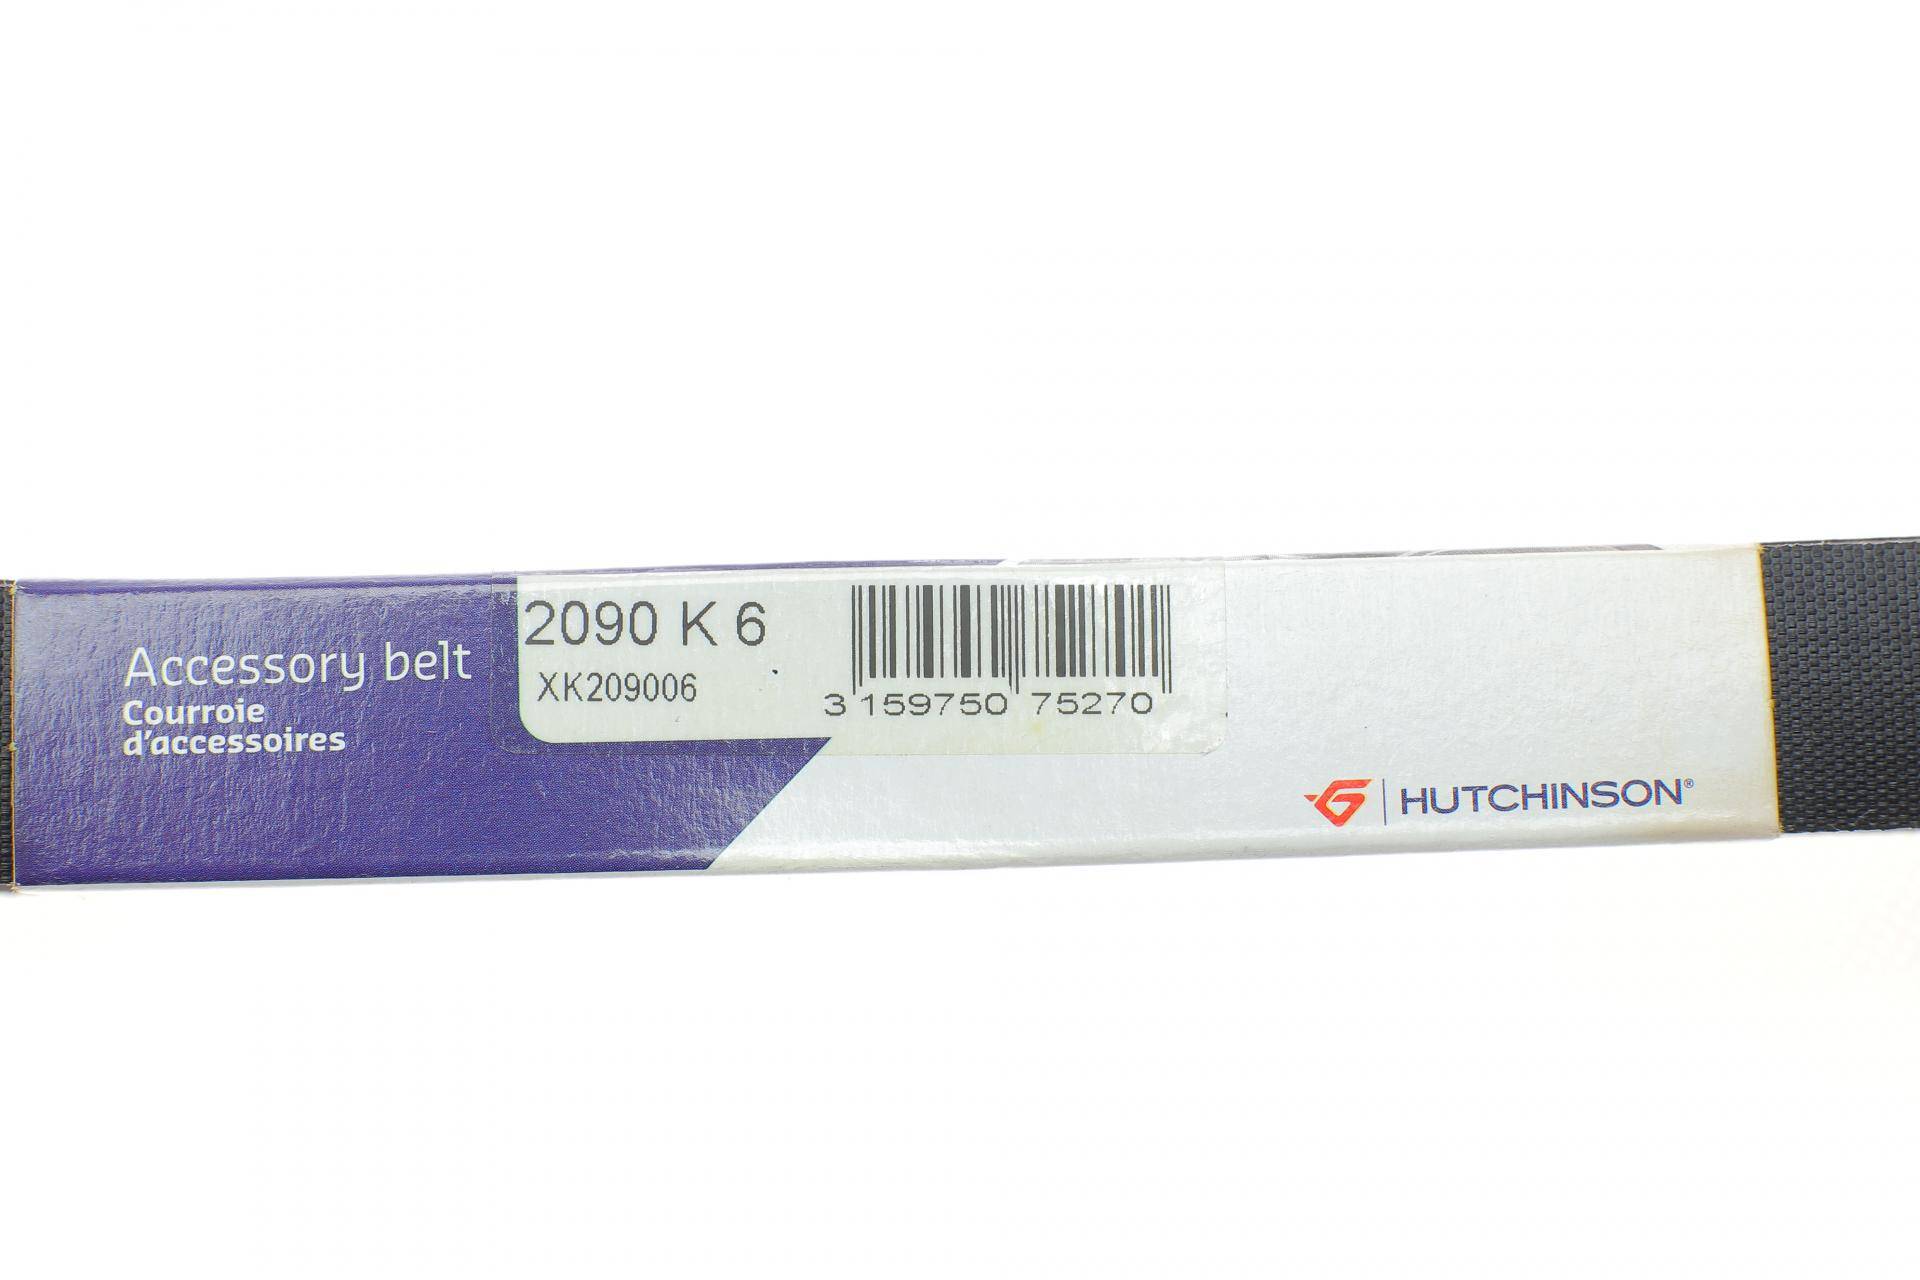 Accessory belt
Courroie
d'accessoires
2090 K 6
XK209006
3 159750 75270
HUTCHINSON®